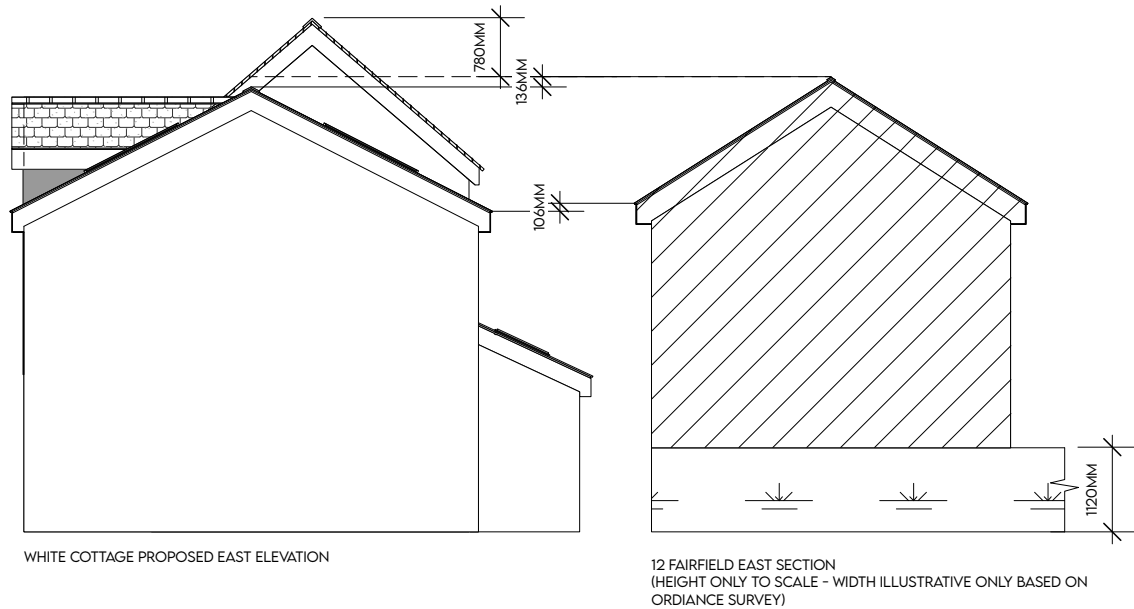 780MM
136MM
106MM
1120MM
WHITE COTTAGE PROPOSED EAST ELEVATION
12 FAIRFIELD EAST SECTION
(HEIGHT ONLY TO SCALE - WIDTH ILLUSTRATIVE ONLY BASED ON
ORDIANCE SURVEY)